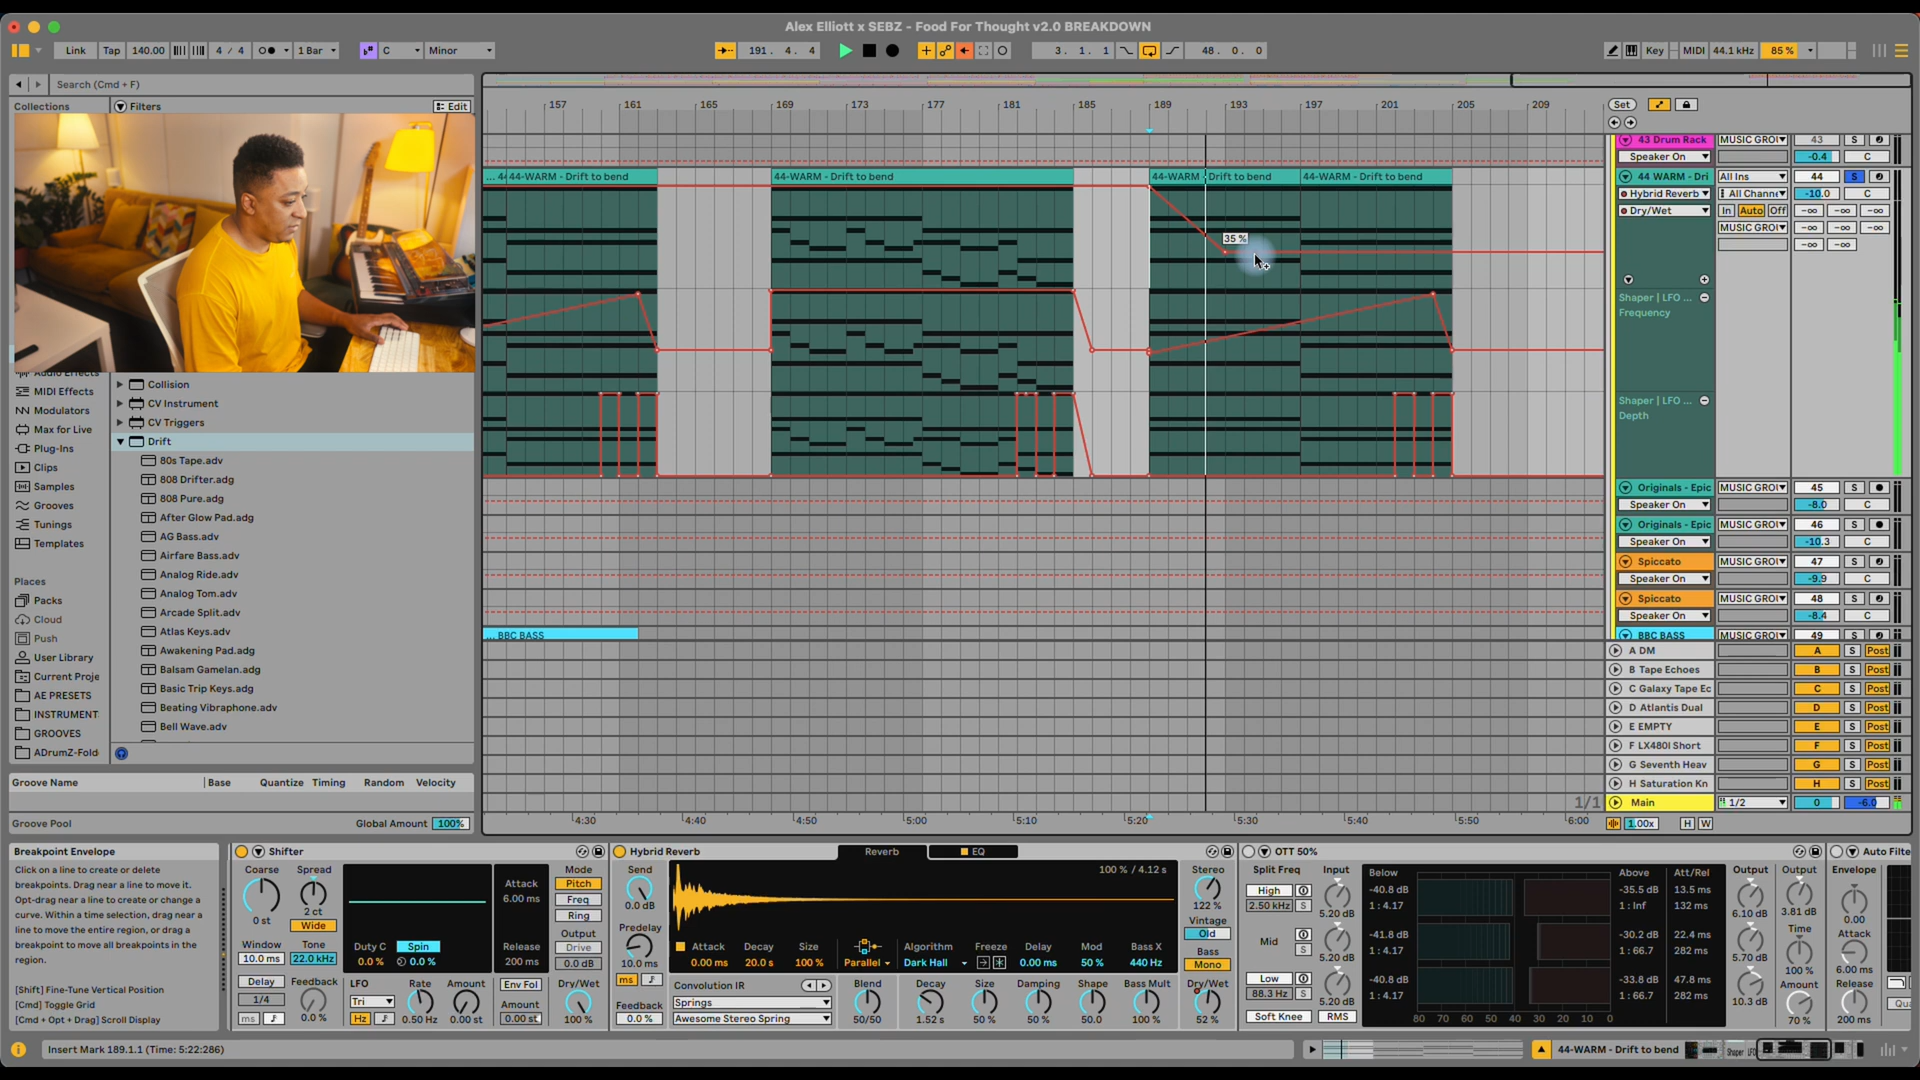 Alex Elliott x SEBZ - Food For Thought v2.0 BREAKDOWN
Link Tap 140.00 4 / 4 1 Bar C Minor 191. 4. 4 3. 1. 1 48. 0. 0 Key MIDI 44.1 kHz 85 %
Search (Cmd + F)
Collections Filters Edit
MIDI Effects
Modulators
Max for Live
Plug-Ins
Clips
Samples
Grooves
Tunings
Templates
Places
Packs
Cloud
Push
User Library
Current Proje
AE PRESETS
INSTRUMENT
GROOVES
ADrumZ-Fold
Collision
CV Instrument
CV Triggers
Drift
80s Tape.adv
808 Drifter.adg
808 Pure.adg
After Glow Pad.adg
AG Bass.adv
Airfare Bass.adv
Analog Ride.adv
Analog Tom.adv
Arcade Split.adv
Atlas Keys.adv
Awakening Pad.adg
Balsam Gamelan.adg
Basic Trip Keys.adg
Beating Vibraphone.adv
Bell Wave.adv
Groove Name Base Quantize Timing Random Velocity
Groove Pool Global Amount 100%
157 161 165 169 173 177 181 185 189 193 197 201 205 209
... 44 44-WARM - Drift to bend 44-WARM - Drift to bend 44-WARM - Drift to bend 44-WARM - Drift to bend
35 %
... BBC BASS
1/1
4:30 4:40 4:50 5:00 5:10 5:20 5:30 5:40 5:50 6:00
Set
43 Drum Rack MUSIC GROU 43 S
Speaker On -0.4 C
44 WARM - Dri All Ins 44 S
Hybrid Reverb All Channe -10.0 C
Dry/Wet In Auto Off -∞ -∞ -∞
MUSIC GROU -∞ -∞ -∞
-∞ -∞
Shaper | LFO ...
Frequency
Shaper | LFO ...
Depth
Originals - Epic MUSIC GROU 45 S
Speaker On -8.0 C
Originals - Epic MUSIC GROU 46 S
Speaker On -10.3 C
Spiccato MUSIC GROU 47 S
Speaker On -9.9 C
Spiccato MUSIC GROU 48 S
Speaker On -8.4 C
BBC BASS MUSIC GROU 49 S
A DM A S Post
B Tape Echoes B S Post
C Galaxy Tape Ec C S Post
D Atlantis Dual D S Post
E EMPTY E S Post
F LX480I Short F S Post
G Seventh Heav G S Post
H Saturation Kn H S Post
Main 1/2 0 -6.0
1.00x H W
Breakpoint Envelope
Click on a line to create or delete
breakpoints. Drag near a line to move it.
Opt-drag near a line to create or change a
curve. Within a time selection, drag near a
line to move the entire region, or drag a
breakpoint to move all breakpoints in the
region.
[Shift] Fine-Tune Vertical Position
[Cmd] Toggle Grid
[Cmd + Opt + Drag] Scroll Display
Shifter
Coarse Spread
0 st 2 ct
Wide
Window Tone
10.0 ms 22.0 kHz
Delay Feedback
1/4
ms 0.0 %
Duty C Spin
0.0 % 0.0 %
LFO Rate Amount
Tri
Hz 0.50 Hz 0.00 st
Attack
6.00 ms
Release
200 ms
Env Fol
Amount
0.00 st
Mode
Pitch
Freq
Ring
Output
Drive
0.0 dB
Dry/Wet
100 %
Hybrid Reverb Reverb EQ
Send
0.0 dB
Predelay
10.0 ms
ms
Feedback
0.0 %
100 % / 4.12 s
Attack Decay Size Algorithm Freeze Delay Mod Bass X
0.00 ms 20.0 s 100 % Parallel Dark Hall 0.00 ms 50 % 440 Hz
Convolution IR
Springs
Awesome Stereo Spring
Blend Decay Size Damping Shape Bass Mult
50/50 1.52 s 50 % 50 % 50.0 100 %
Stereo
122 %
Vintage
Old
Bass
Mono
Dry/Wet
52 %
OTT 50%
Split Freq Input
High
2.50 kHz S 5.20 dB
Mid S 5.20 dB
Low
88.3 Hz S 5.20 dB
Soft Knee RMS
Below Above Att/Rel
-40.8 dB -35.5 dB 13.5 ms
1 : 4.17 1 : Inf 132 ms
-41.8 dB -30.2 dB 22.4 ms
1 : 4.17 1 : 66.7 282 ms
-40.8 dB -33.8 dB 47.8 ms
1 : 4.17 1 : 66.7 282 ms
80 70 60 50 40 30 20 10 0
Output Output
6.10 dB 3.81 dB
Time
5.70 dB 100 %
Amount
10.3 dB 70 %
Auto Filte
Envelope
0.00
Attack
6.00 ms
Release
200 ms
Insert Mark 189.1.1 (Time: 5:22:286)
44-WARM - Drift to bend